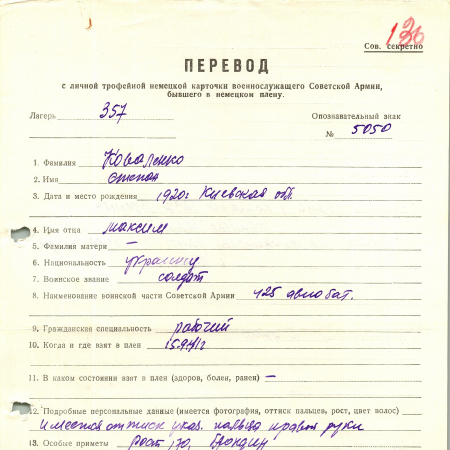 136
Сов. секретно
ПЕРЕВОД
с личной трофейной немецкой карточки военнослужащего Советской Армии,
бывшего в немецком плену.
Лагерь 357
Опознавательный знак
№ 5050
1. Фамилия Коваленко
2. Имя Степан
3. Дата и место рождения 1920г Киевская обл.
4. Имя отца Максим
5. Фамилия матери —
6. Национальность украинец
7. Воинское звание солдат
8. Наименование воинской части Советской Армии 425 авиобат.
9. Гражданская специальность рабочий
10. Когда и где взят в плен 15.9.41г
11. В каком состоянии взят в плен (здоров, болен, ранен) —
12. Подробные персональные данные (имеется фотография, оттиск пальцев, рост, цвет волос)
Имеется оттиск указ. пальца правой руки
13. Особые приметы рост 170, блондин